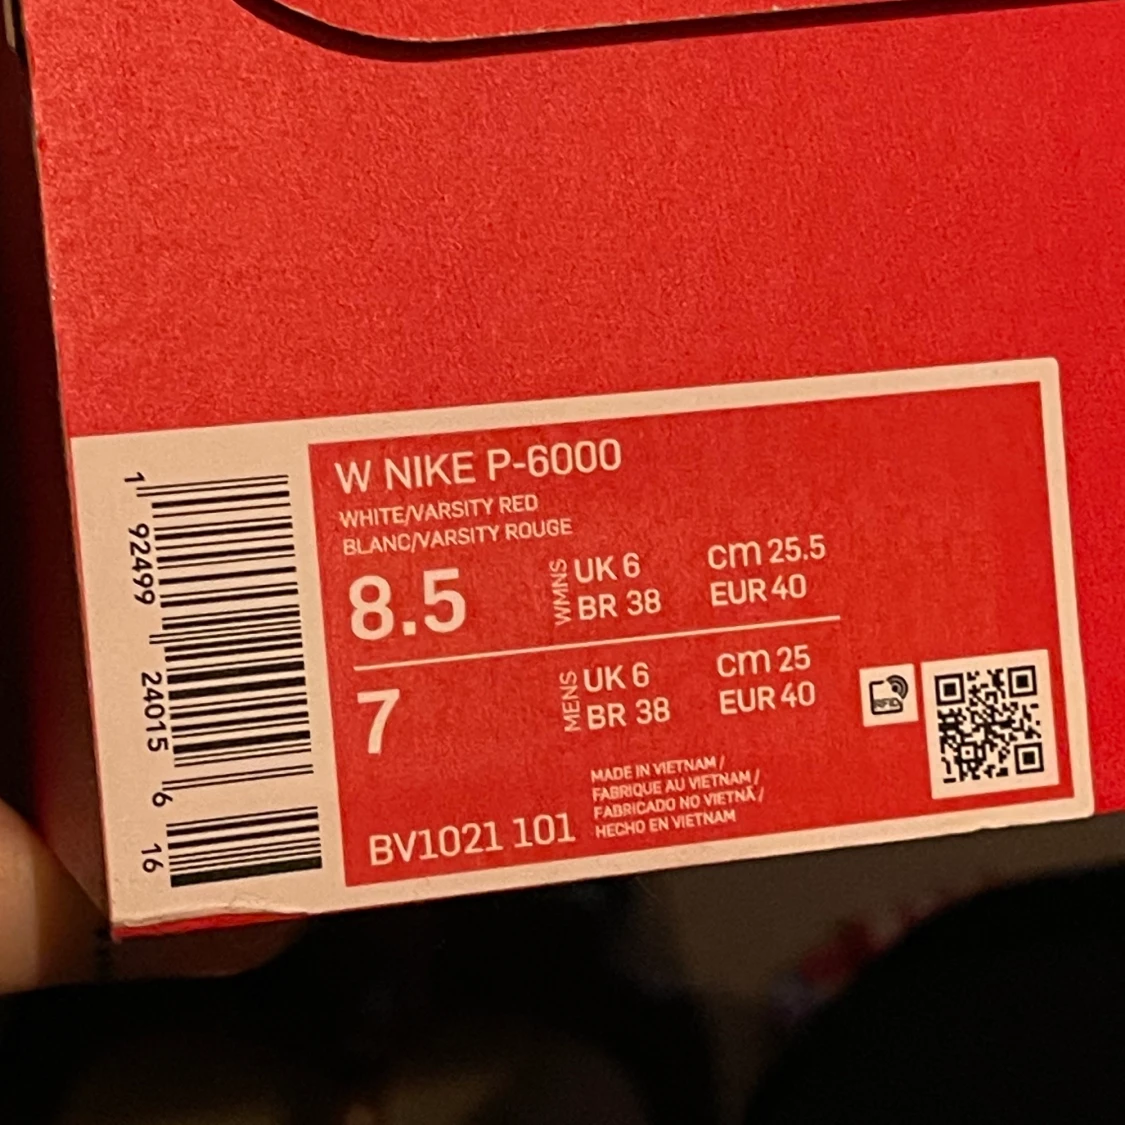 W NIKE P-6000
WHITE/VARSITY RED
BLANC/VARSITY ROUGE
8.5
WMNS
UK 6
BR 38
cm 25.5
EUR 40
7
MENS
UK 6
BR 38
cm 25
EUR 40
RFID
BV1021 101
MADE IN VIETNAM /
FABRIQUE AU VIETNAM /
FABRICADO NO VIETNÃ /
HECHO EN VIETNAM
1 92499 24015 6 16